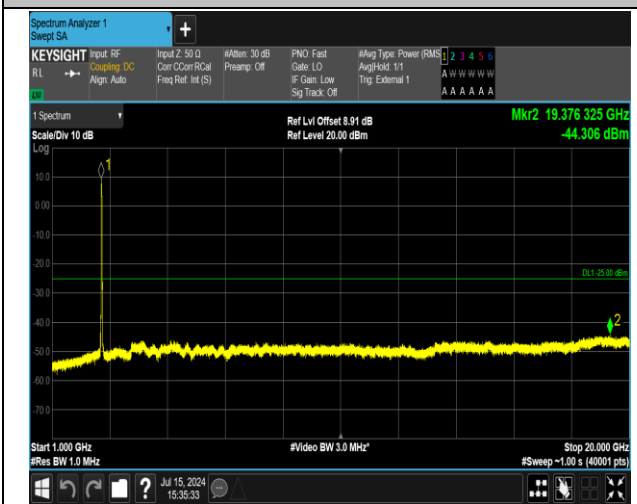 Spectrum Analyzer 1
Swept SA
+
KEYSIGHT
RL
Input: RF
Coupling: DC
Align: Auto
Input Z: 50 Ω
Corr CCorr RCal
Freq Ref: Int (S)
#Atten: 30 dB
Preamp: Off
PNO: Fast
Gate: LO
IF Gain: Low
Sig Track: Off
#Avg Type: Power (RMS
Avg|Hold: 1/1
Trig: External 1
1 2 3 4 5 6
A W W W W W
A A A A A A
1 Spectrum
Scale/Div 10 dB
Ref Lvl Offset 8.91 dB
Ref Level 20.00 dBm
Mkr2 19.376 325 GHz
-44.306 dBm
Log
1
10.0
0.00
-10.0
-20.0
DL1 -25.00 dBm
-30.0
-40.0
2
-50.0
-60.0
-70.0
Start 1.000 GHz
#Res BW 1.0 MHz
#Video BW 3.0 MHz*
Stop 20.000 GHz
#Sweep ~1.00 s (40001 pts)
?
Jul 15, 2024
15:35:33